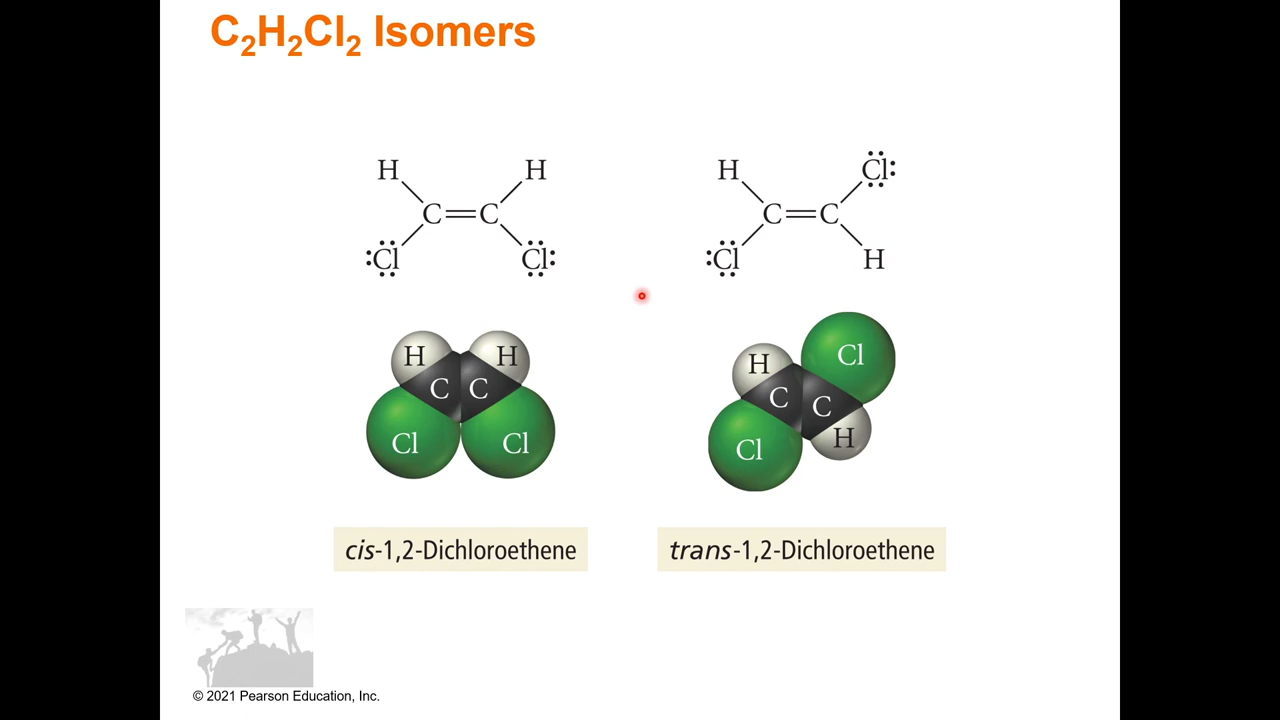 C₂H₂Cl₂ Isomers
H H H :C̈l:
C=C C=C
:Cl Cl: :Cl H
H H H Cl
C C C C
Cl Cl Cl H
cis-1,2-Dichloroethene trans-1,2-Dichloroethene
© 2021 Pearson Education, Inc.